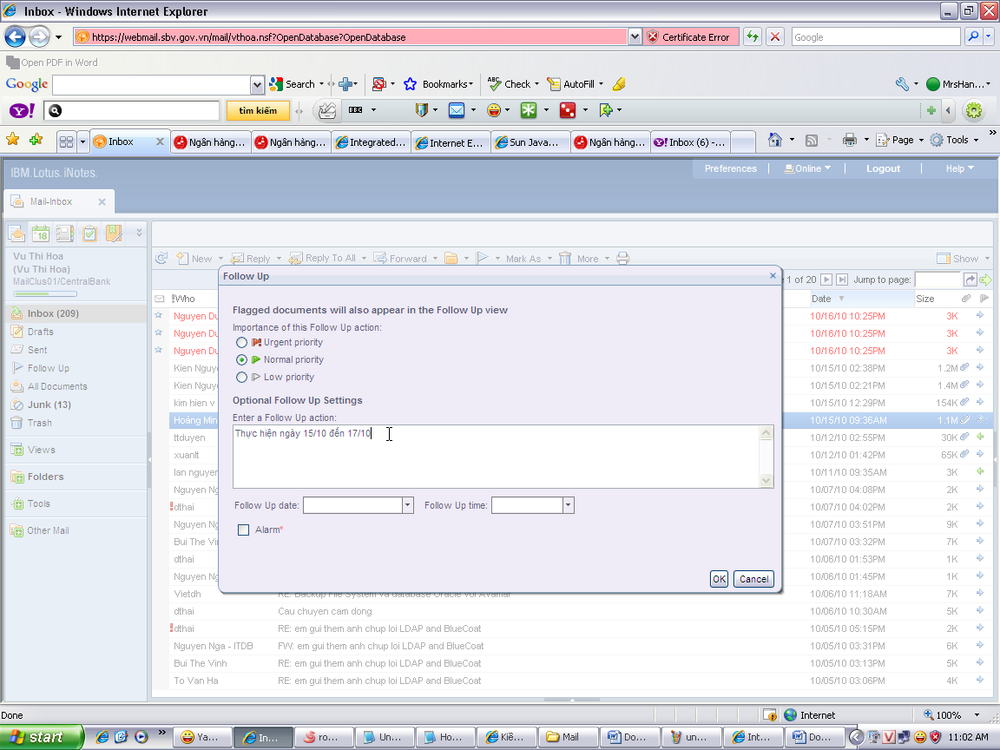 Inbox - Windows Internet Explorer
https://webmail.sbv.gov.vn/mail/vthoa.nsf?OpenDatabase?OpenDatabase
Certificate Error
Google
Open PDF in Word
Google
Search
Bookmarks
Check
AutoFill
MrsHan...
Y!
tìm kiếm
BBC
Inbox
Ngân hàng...
Ngân hàng...
Integrated...
Internet E...
Sun Java...
Ngân hàng...
Inbox (6) -...
Page
Tools
IBM.Lotus.iNotes.
Preferences
Online
Logout
Help
Mail-Inbox
18
Vu Thi Hoa
(Vu Thi Hoa)
MailClus01/CentralBank
Inbox (209)
Drafts
Sent
Follow Up
All Documents
Junk (13)
Trash
Views
Folders
Tools
Other Mail
New
Reply
Reply To All
Forward
Mark As
More
Show
1 of 20
Jump to page:
!Who
Date
Size
Nguyen Du
10/16/10 10:25PM
3K
Nguyen Du
10/16/10 10:25PM
3K
Nguyen Du
10/16/10 10:25PM
3K
Kien Nguye
10/15/10 02:38PM
1.2M
Kien Nguye
10/15/10 02:21PM
1.4M
kim hien v
10/15/10 12:29PM
154K
Hoàng Min
10/15/10 09:36AM
1.1M
ttduyen
10/12/10 02:55PM
30K
xuanlt
10/12/10 01:42PM
65K
lan nguyen
10/11/10 09:35AM
3K
Nguyen Ng
10/07/10 04:08PM
2K
!dthai
10/07/10 04:02PM
2K
Nguyen Ng
10/07/10 03:51PM
9K
Bui The Vi
10/07/10 03:32PM
7K
dthai
10/06/10 01:53PM
1K
Nguyen Ng
10/06/10 01:45PM
1K
Vietdh
RE: Backup File System va database Oracle voi Avamar
10/06/10 11:18AM
7K
dthai
Cau chuyen cam dong
10/06/10 10:30AM
5K
!dthai
RE: em gui them anh chup loi LDAP and BlueCoat
10/05/10 05:15PM
2K
Nguyen Nga - ITDB
FW: em gui them anh chup loi LDAP and BlueCoat
10/05/10 03:31PM
6K
Bui The Vinh
RE: em gui them anh chup loi LDAP and BlueCoat
10/05/10 03:13PM
5K
To Van Ha
RE: em gui them anh chup loi LDAP and BlueCoat
10/05/10 03:06PM
4K
Follow Up
Flagged documents will also appear in the Follow Up view
Importance of this Follow Up action:
Urgent priority
Normal priority
Low priority
Optional Follow Up Settings
Enter a Follow Up action:
Thực hiện ngày 15/10 đến 17/10
Follow Up date:
Follow Up time:
Alarm*
OK
Cancel
Done
Internet
100%
start
Ya...
In...
ro...
Un...
Ho...
Kiề...
Mail
Do...
un...
Int...
Do...
11:02 AM